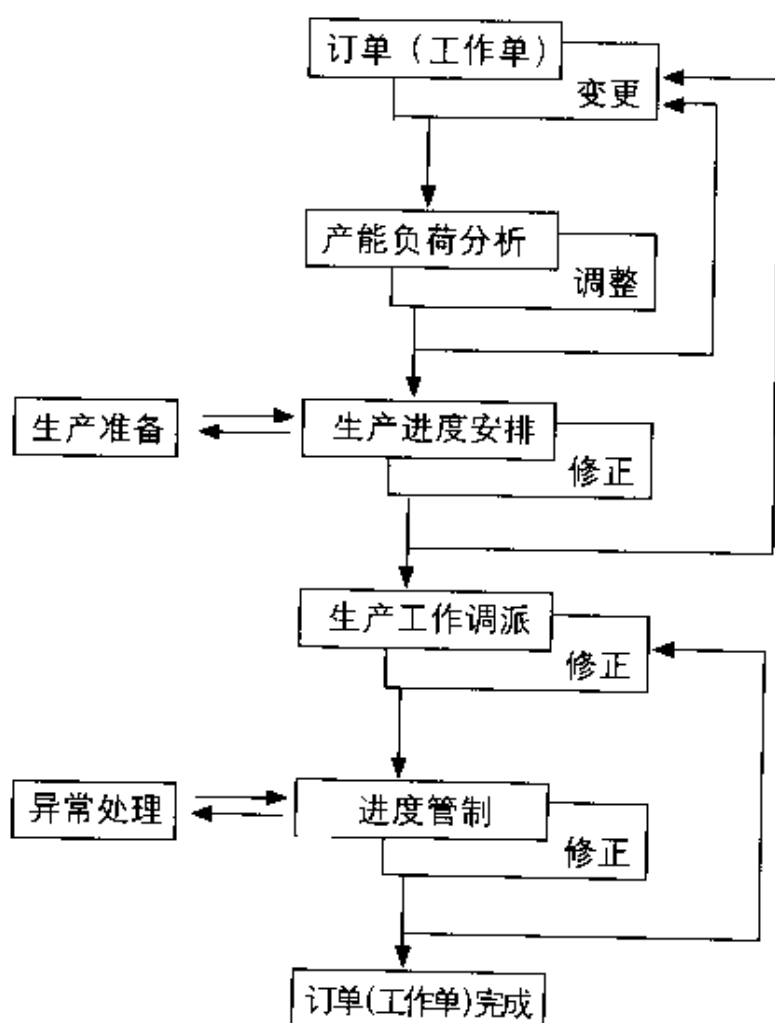 订单（工作单）
变更
产能负荷分析
调整
生产准备
生产进度安排
修正
生产工作调派
修正
异常处理
进度管制
修正
订单(工作单)完成